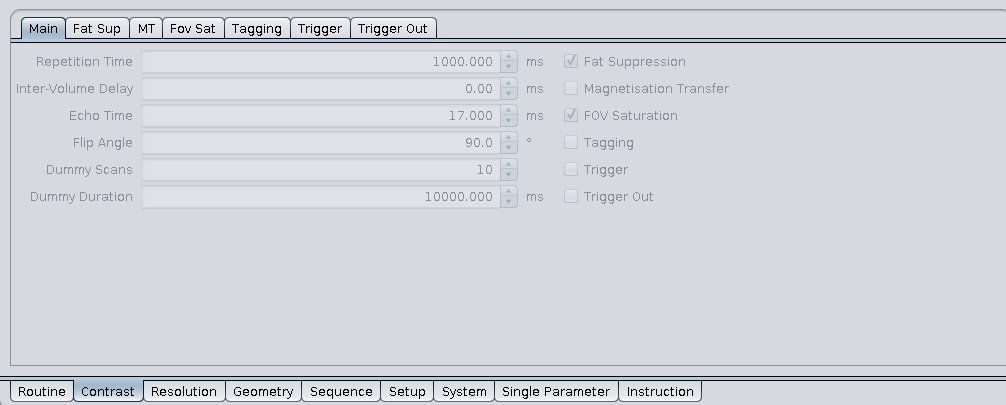 Main Fat Sup MT Fov Sat Tagging Trigger Trigger Out
Repetition Time 1000.000 ms Fat Suppression
Inter-Volume Delay 0.00 ms Magnetisation Transfer
Echo Time 17.000 ms FOV Saturation
Flip Angle 90.0 ° Tagging
Dummy Scans 10 Trigger
Dummy Duration 10000.000 ms Trigger Out
Routine Contrast Resolution Geometry Sequence Setup System Single Parameter Instruction